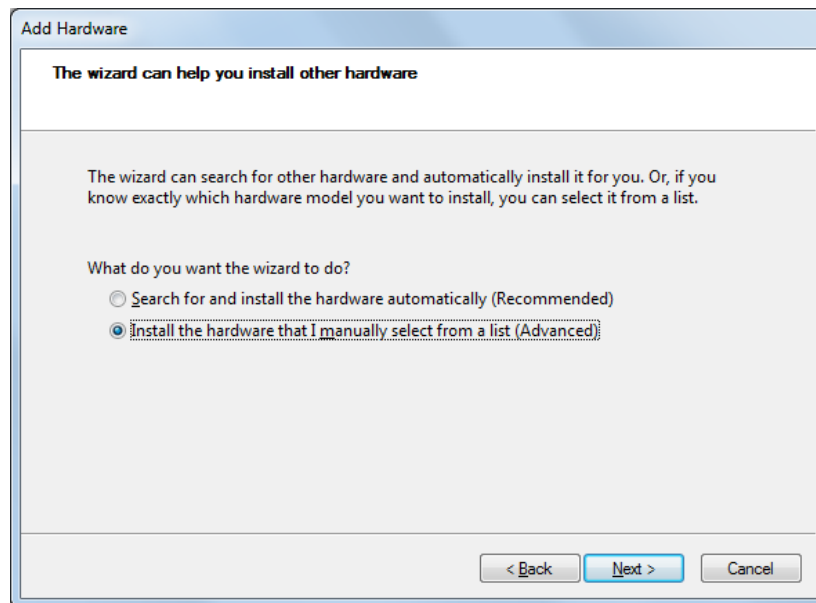 Add Hardware
The wizard can help you install other hardware
The wizard can search for other hardware and automatically install it for you. Or, if you
know exactly which hardware model you want to install, you can select it from a list.
What do you want the wizard to do?
Search for and install the hardware automatically (Recommended)
Install the hardware that I manually select from a list (Advanced)
< Back Next > Cancel